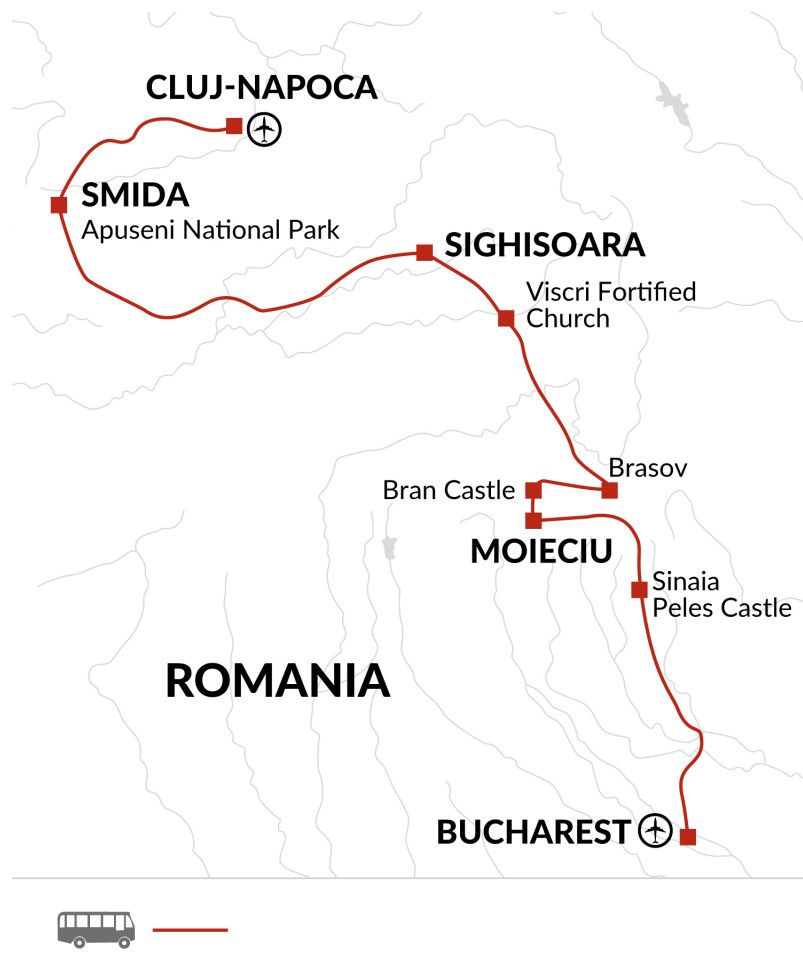 CLUJ-NAPOCA
SMIDA
Apuseni National Park
SIGHISOARA
Viscri Fortified
Church
Brasov
Bran Castle
MOIECIU
Sinaia
Peles Castle
ROMANIA
BUCHAREST